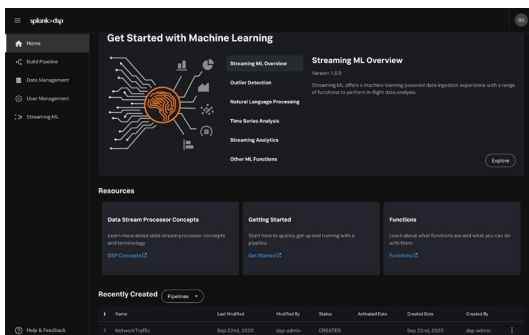 splunk>dsp
BS
Home
Build Pipeline
Data Management
User Management
Streaming ML
Help & Feedback
Get Started with Machine Learning
Streaming ML Overview
Outlier Detection
Natural Language Processing
Time Series Analysis
Streaming Analytics
Other ML Functions
Streaming ML Overview
Version 1.0.0
Streaming ML offers a machine learning powered data ingestion experience with a range
of functions to perform in-flight data analysis.
Explore
Resources
Data Stream Processor Concepts
Learn more about data stream processor concepts
and terminology
DSP Concepts
Getting Started
Start here to quickly get up and running with a
pipeline
Get Started
Functions
Learn about what functions are and what you can do
with them
Functions
Recently Created Pipelines
i Name Last Modified Modified By Status Activated Date Created Date Created By
NetworkTraffic Sep 22nd, 2020 dsp-admin CREATED Sep 22nd, 2020 dsp-admin